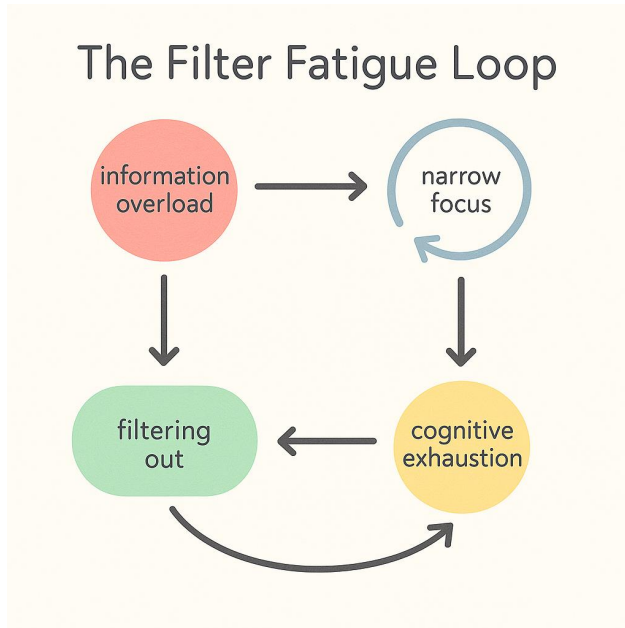 The Filter Fatigue Loop
information
overload
narrow
focus
filtering
out
cognitive
exhaustion